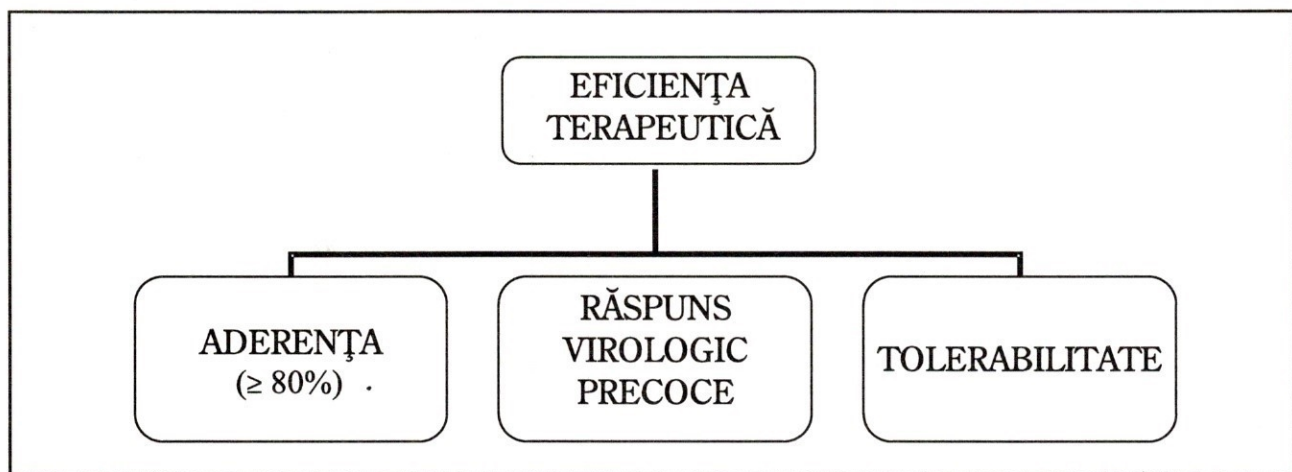 EFICIENŢA
TERAPEUTICĂ
ADERENŢA
(≥ 80%)
RĂSPUNS
VIROLOGIC
PRECOCE
TOLERABILITATE